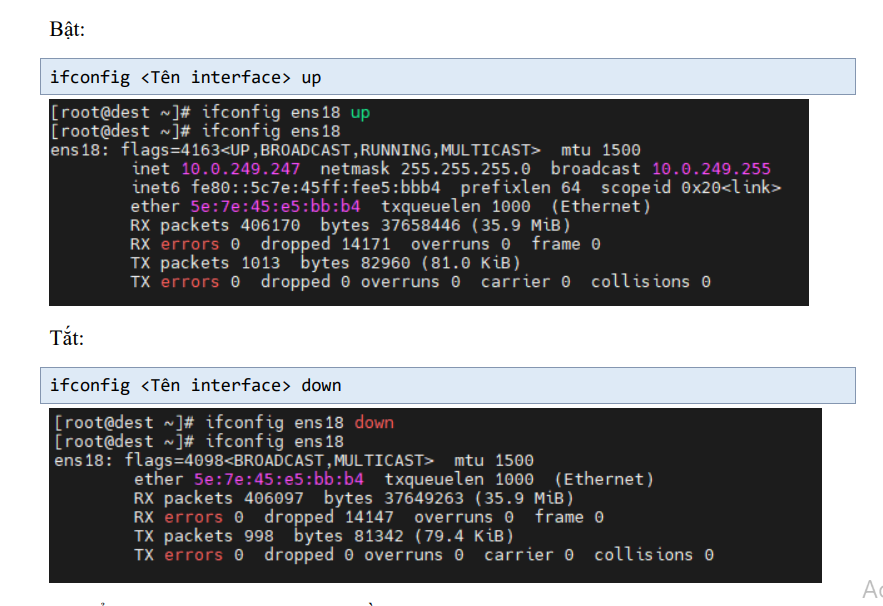 Bật:
ifconfig <Tên interface> up
[root@dest ~]# ifconfig ens18 up
[root@dest ~]# ifconfig ens18
ens18: flags=4163<UP,BROADCAST,RUNNING,MULTICAST>  mtu 1500
        inet 10.0.249.247  netmask 255.255.255.0  broadcast 10.0.249.255
        inet6 fe80::5c7e:45ff:fee5:bbb4  prefixlen 64  scopeid 0x20<link>
        ether 5e:7e:45:e5:bb:b4  txqueuelen 1000  (Ethernet)
        RX packets 406170  bytes 37658446 (35.9 MiB)
        RX errors 0  dropped 14171  overruns 0  frame 0
        TX packets 1013  bytes 82960 (81.0 KiB)
        TX errors 0  dropped 0 overruns 0  carrier 0  collisions 0
Tắt:
ifconfig <Tên interface> down
[root@dest ~]# ifconfig ens18 down
[root@dest ~]# ifconfig ens18
ens18: flags=4098<BROADCAST,MULTICAST>  mtu 1500
        ether 5e:7e:45:e5:bb:b4  txqueuelen 1000  (Ethernet)
        RX packets 406097  bytes 37649263 (35.9 MiB)
        RX errors 0  dropped 14147  overruns 0  frame 0
        TX packets 998  bytes 81342 (79.4 KiB)
        TX errors 0  dropped 0 overruns 0  carrier 0  collisions 0